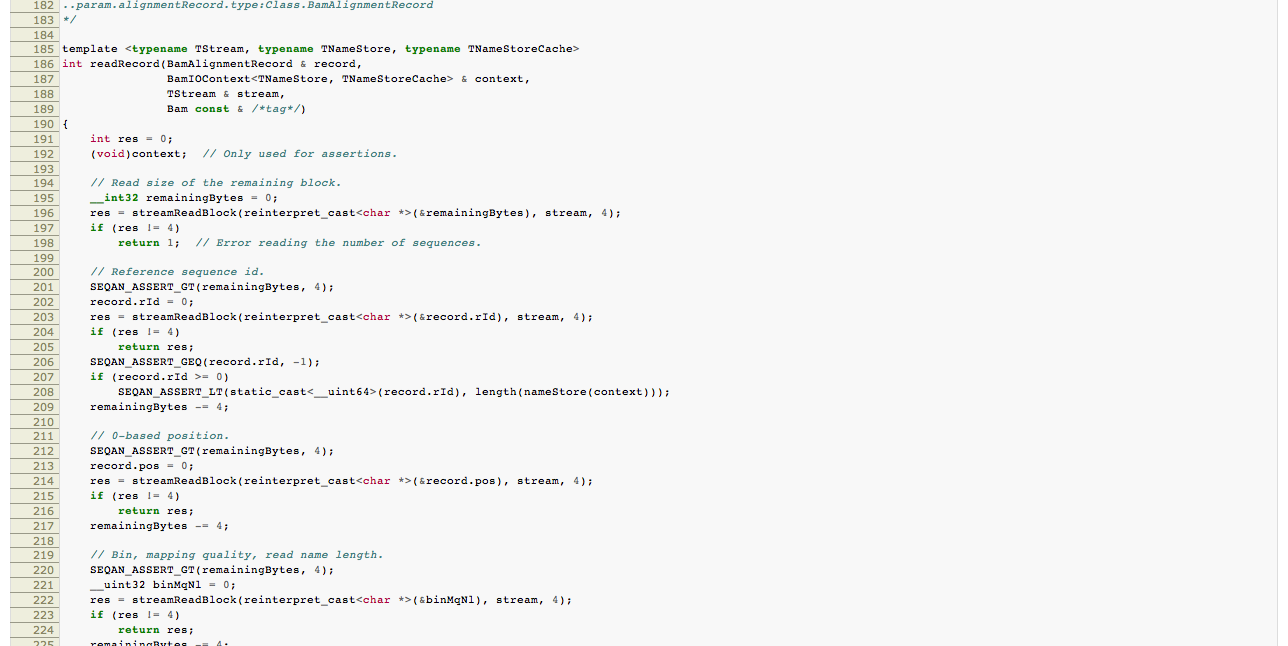 182 ..param.alignmentRecord.type:Class.BamAlignmentRecord
183 */
184
185 template <typename TStream, typename TNameStore, typename TNameStoreCache>
186 int readRecord(BamAlignmentRecord & record,
187                BamIOContext<TNameStore, TNameStoreCache> & context,
188                TStream & stream,
189                Bam const & /*tag*/)
190 {
191     int res = 0;
192     (void)context;  // Only used for assertions.
193
194     // Read size of the remaining block.
195     __int32 remainingBytes = 0;
196     res = streamReadBlock(reinterpret_cast<char *>(&remainingBytes), stream, 4);
197     if (res != 4)
198         return 1;  // Error reading the number of sequences.
199
200     // Reference sequence id.
201     SEQAN_ASSERT_GT(remainingBytes, 4);
202     record.rId = 0;
203     res = streamReadBlock(reinterpret_cast<char *>(&record.rId), stream, 4);
204     if (res != 4)
205         return res;
206     SEQAN_ASSERT_GEQ(record.rId, -1);
207     if (record.rId >= 0)
208         SEQAN_ASSERT_LT(static_cast<__uint64>(record.rId), length(nameStore(context)));
209     remainingBytes -= 4;
210
211     // 0-based position.
212     SEQAN_ASSERT_GT(remainingBytes, 4);
213     record.pos = 0;
214     res = streamReadBlock(reinterpret_cast<char *>(&record.pos), stream, 4);
215     if (res != 4)
216         return res;
217     remainingBytes -= 4;
218
219     // Bin, mapping quality, read name length.
220     SEQAN_ASSERT_GT(remainingBytes, 4);
221     __uint32 binMqNl = 0;
222     res = streamReadBlock(reinterpret_cast<char *>(&binMqNl), stream, 4);
223     if (res != 4)
224         return res;
225     remainingBytes -= 4;